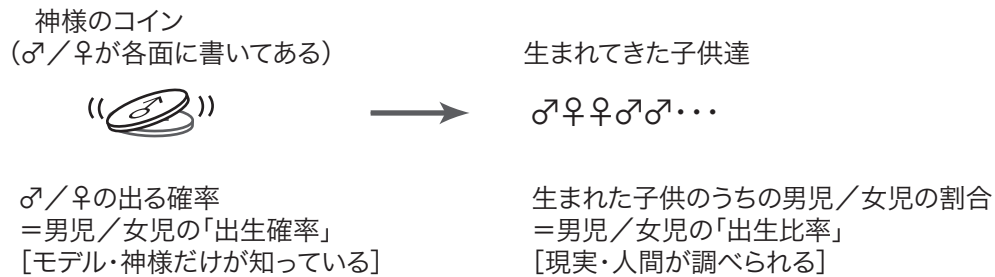 神様のコイン
（♂／♀が各面に書いてある）
生まれてきた子供達
♂
♂♀♀♂♂・・・
♂／♀の出る確率
＝男児／女児の「出生確率」
［モデル・神様だけが知っている］
生まれた子供のうちの男児／女児の割合
＝男児／女児の「出生比率」
［現実・人間が調べられる］